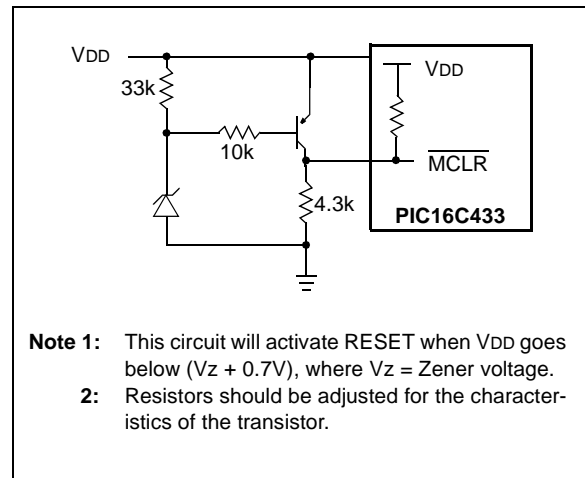 VDD
VDD
33k
10k
MCLR
4.3k
PIC16C433
Note 1: This circuit will activate RESET when VDD goes
below (Vz + 0.7V), where Vz = Zener voltage.
2: Resistors should be adjusted for the character-
istics of the transistor.